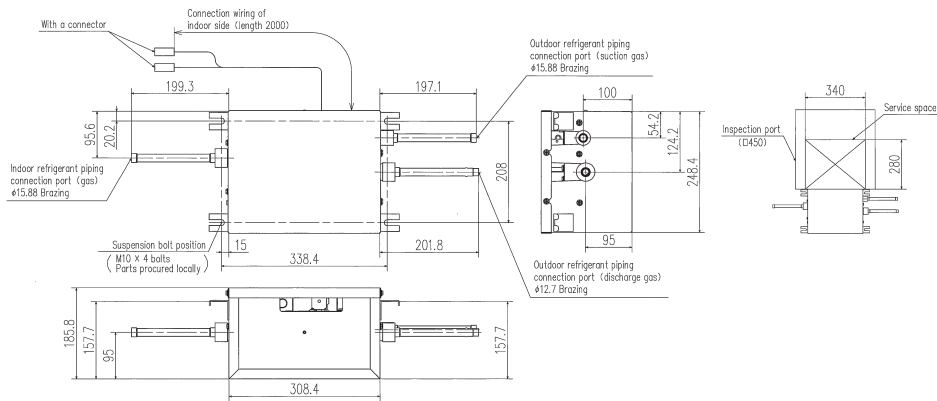 Connection wiring of
indoor side (length 2000)
With a connector
Outdoor refrigerant piping
connection port (suction gas)
ϕ15.88 Brazing
199.3
197.1
95.6
20.2
208
100
54.2
124.2
248.4
95
340
Service space
Inspection port
(□450)
280
Indoor refrigerant piping
connection port (gas)
ϕ15.88 Brazing
Suspension bolt position
( M10 × 4 bolts
Parts procured locally )
15
338.4
201.8
Outdoor refrigerant piping
connection port (discharge gas)
ϕ12.7 Brazing
185.8
157.7
95
157.7
308.4